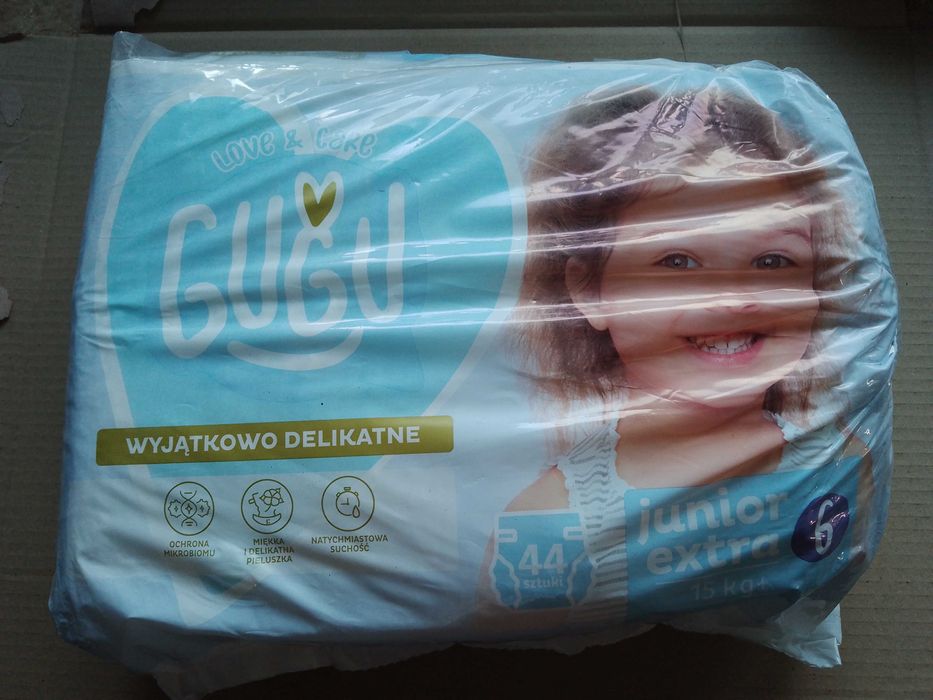 LOVE & CARE
GUGU
WYJĄTKOWO DELIKATNE
OCHRONA
MIKROBIOMU
MIĘKKA
I DELIKATNA
PIELUSZKA
NATYCHMIASTOWA
SUCHOŚĆ
44
sztuki
junior
extra
15 kg+
6